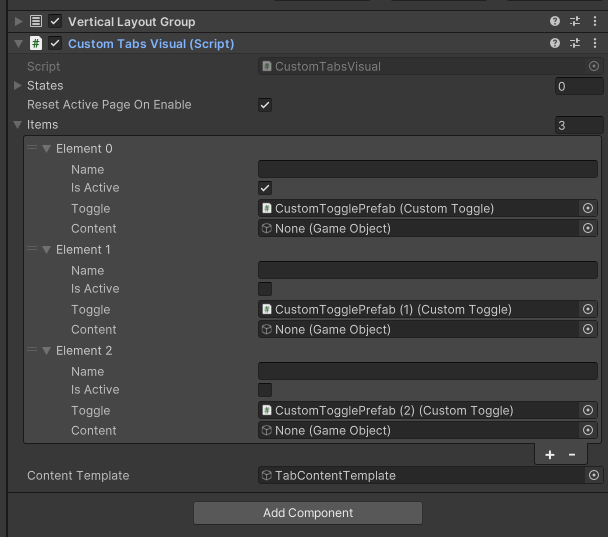 Vertical Layout Group
Custom Tabs Visual (Script)
Script # CustomTabsVisual
States 0
Reset Active Page On Enable
Items 3
Element 0
Name
Is Active
Toggle # CustomTogglePrefab (Custom Toggle)
Content None (Game Object)
Element 1
Name
Is Active
Toggle # CustomTogglePrefab (1) (Custom Toggle)
Content None (Game Object)
Element 2
Name
Is Active
Toggle # CustomTogglePrefab (2) (Custom Toggle)
Content None (Game Object)
+ -
Content Template TabContentTemplate
Add Component